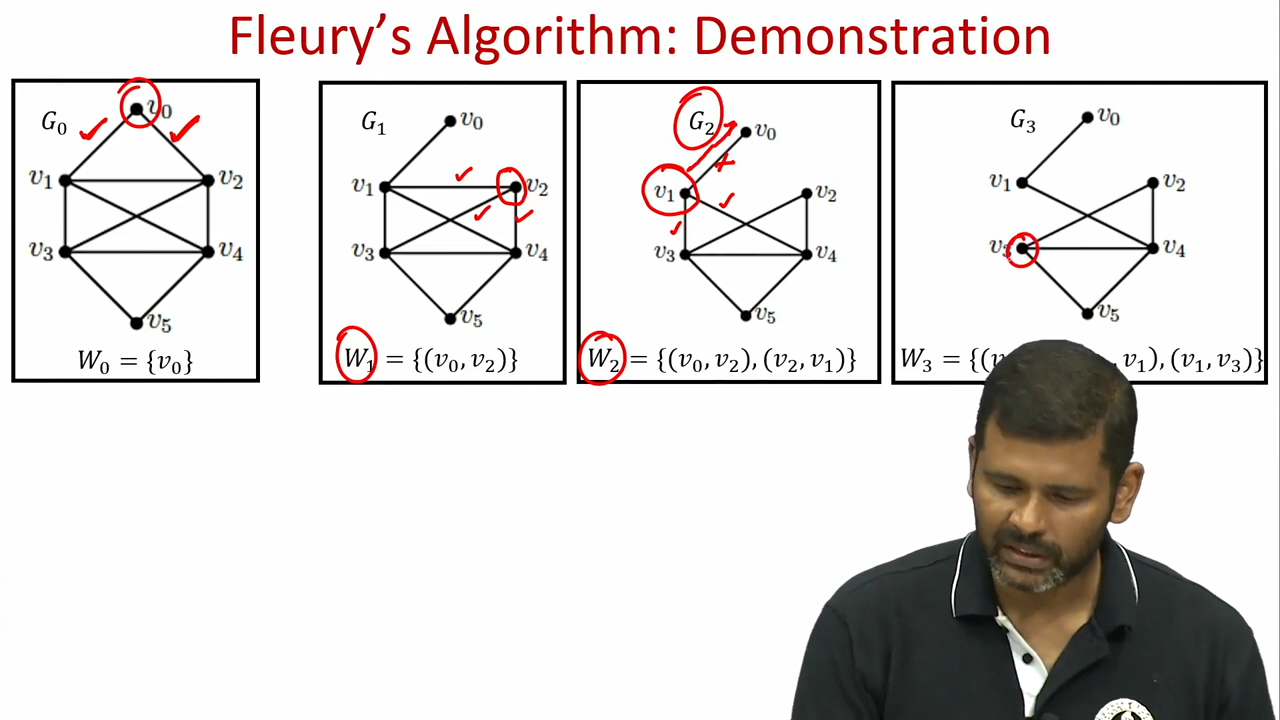 Fleury's Algorithm: Demonstration
G₀
v₀
v₁
v₂
v₃
v₄
v₅
W₀ = {v₀}
G₁
v₀
v₁
v₂
v₃
v₄
v₅
W₁ = {(v₀, v₂)}
G₂
v₀
v₁
v₂
v₃
v₄
v₅
W₂ = {(v₀, v₂), (v₂, v₁)}
G₃
v₀
v₁
v₂
v₄
v₅
W₃ = {( v₁), (v₁, v₃)}